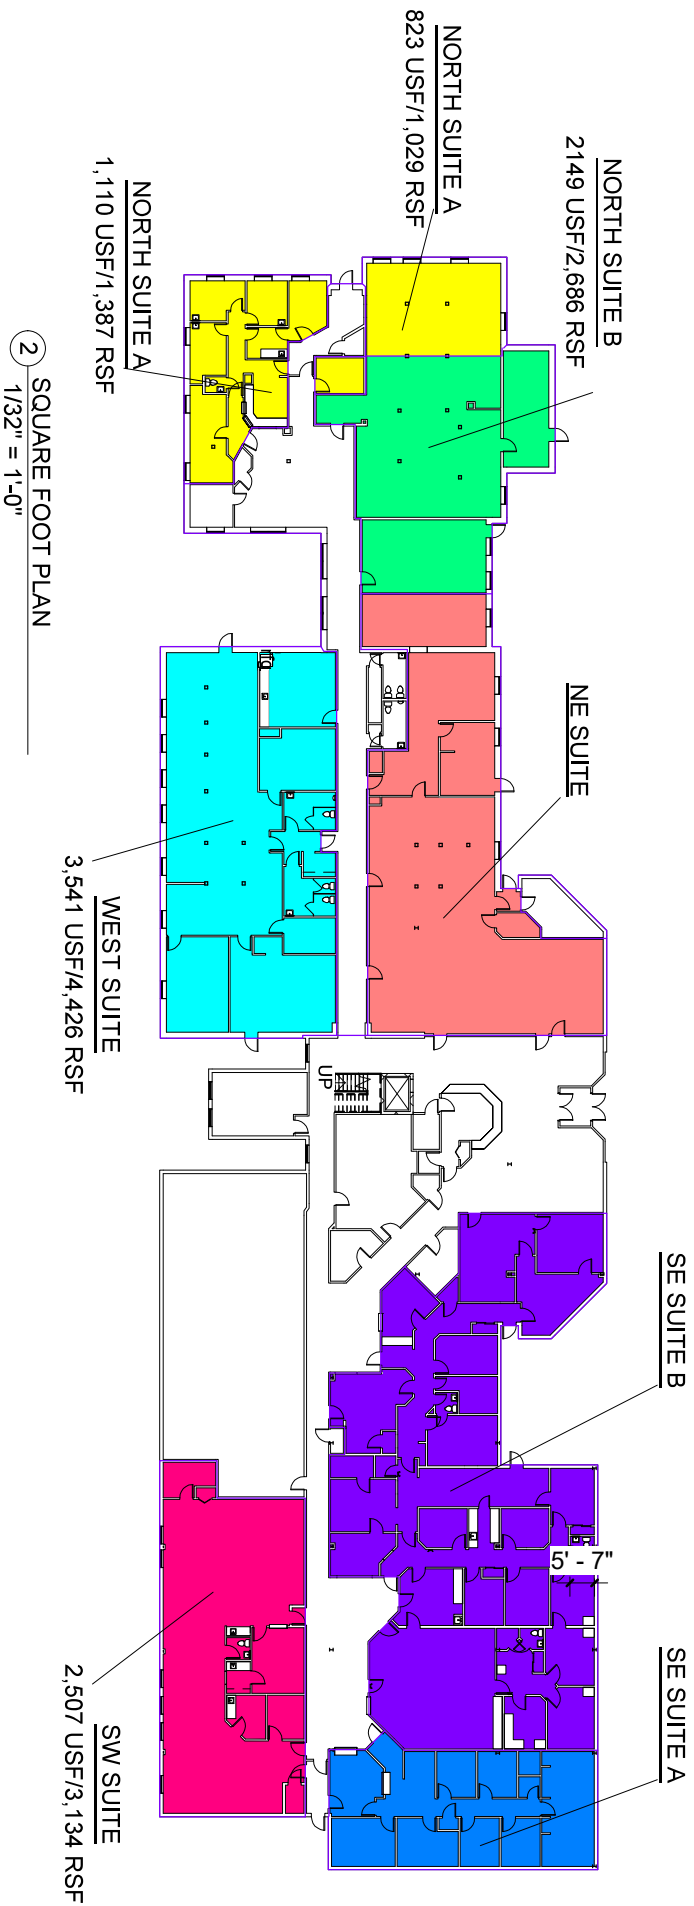 NORTH SUITE B
2149 USF/2,686 RSF
NORTH SUITE A
823 USF/1,029 RSF
NORTH SUITE A
1,110 USF/1,387 RSF
2
SQUARE FOOT PLAN
1/32" = 1'-0"
NE SUITE
WEST SUITE
3,541 USF/4,426 RSF
UP
SE SUITE B
5' - 7"
SE SUITE A
SW SUITE
2,507 USF/3,134 RSF